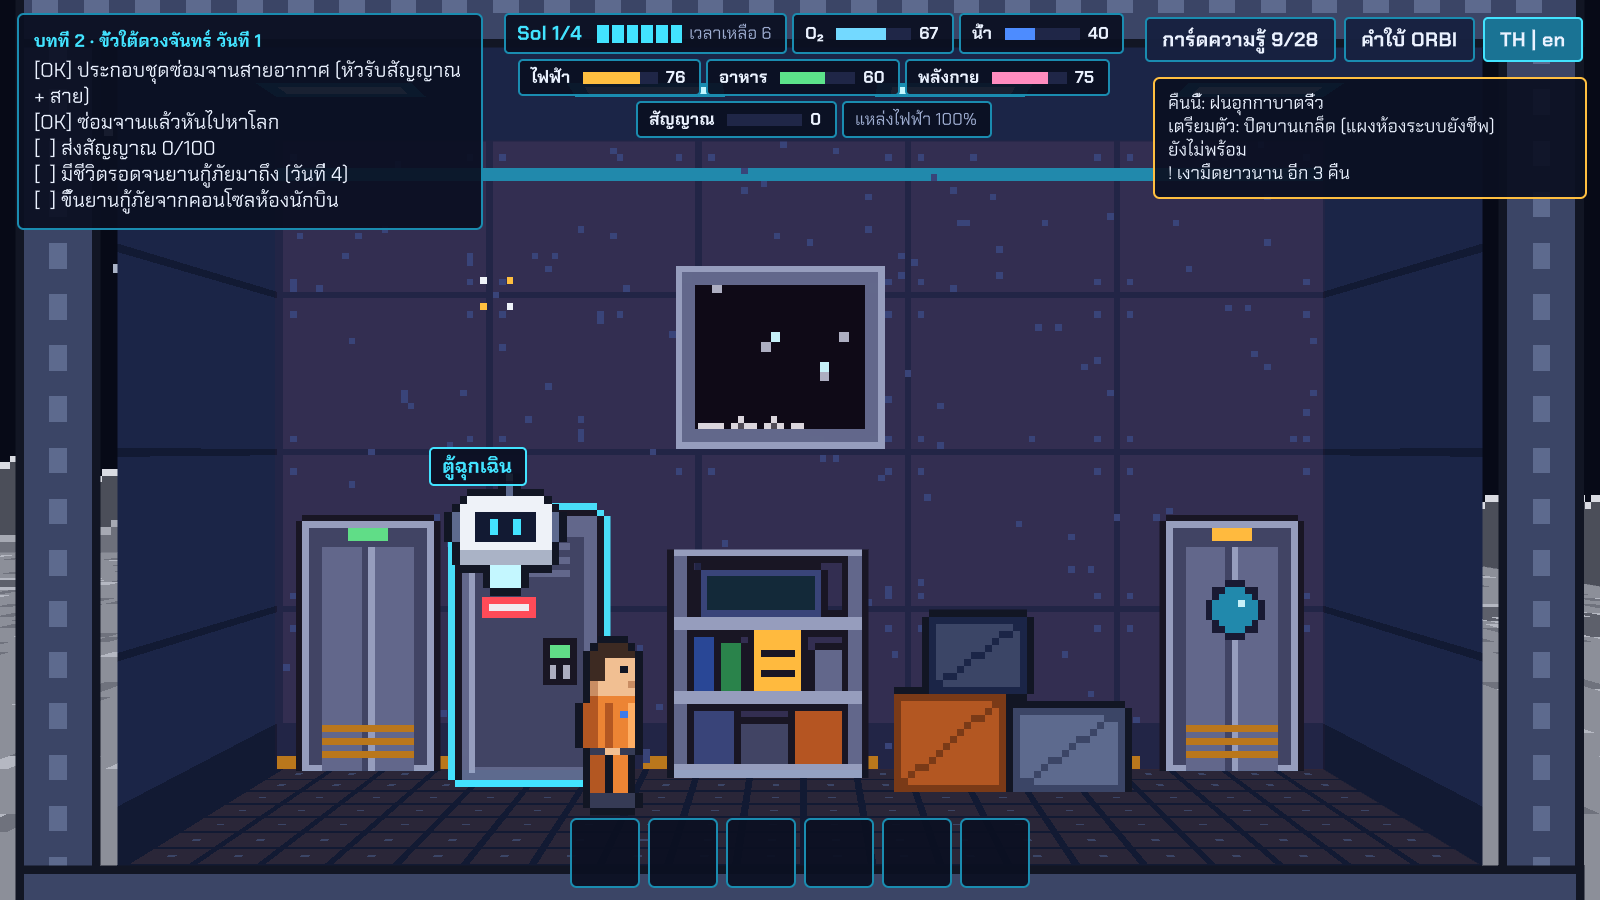 บทที่ 2 · ขั้วใต้ดวงจันทร์ วันที่ 1
[OK] ประกอบชุดซ่อมจานสายอากาศ (หัวรับสัญญาณ
+ สาย)
[OK] ซ่อมจานแล้วหันไปหาโลก
[ ] ส่งสัญญาณ 0/100
[ ] มีชีวิตรอดจนยานกู้ภัยมาถึง (วันที่ 4)
[ ] ขึ้นยานกู้ภัยจากคอนโซลห้องนักบิน
Sol 1/4 เวลาเหลือ 6
O₂ 67
น้ำ 40
ไฟฟ้า 76
อาหาร 60
พลังกาย 75
สัญญาณ 0
แหล่งไฟฟ้า 100%
การ์ดความรู้ 9/28
คำใบ้ ORBI
TH | en
คืนนี้: ฝนอุกกาบาตจิ๋ว
เตรียมตัว: ปิดบานเกล็ด (แผงห้องระบบยังชีพ)
ยังไม่พร้อม
! เงามืดยาวนาน อีก 3 คืน
ตู้ฉุกเฉิน